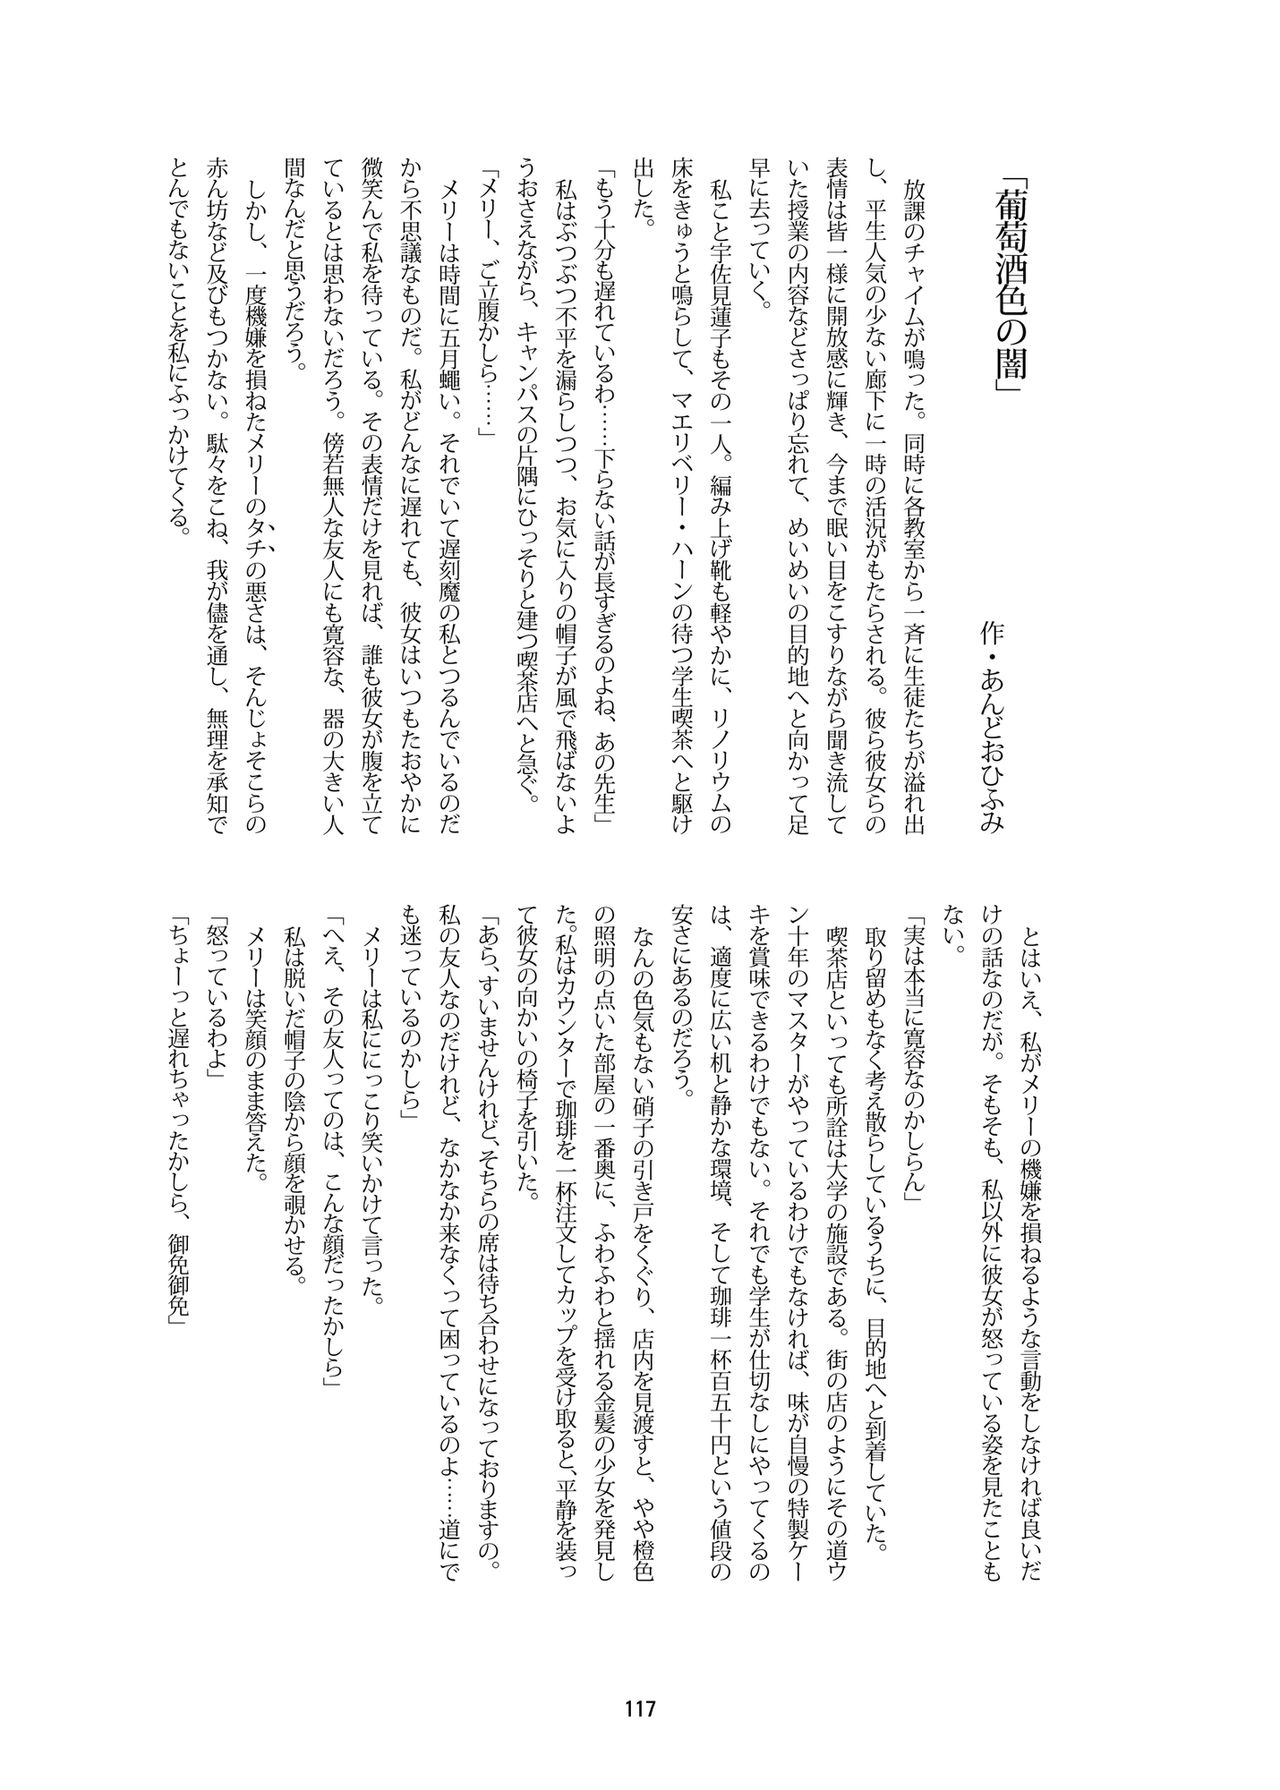 「葡萄酒色の闇」
作・あんどおひふみ
放課のチャイムが鳴った。同時に各教室から一斉に生徒たちが溢れ出
し、平生人気の少ない廊下に一時の活況がもたらされる。彼ら彼女らの
表情は皆一様に開放感に輝き、今まで眠い目をこすりながら聞き流して
いた授業の内容などさっぱり忘れて、めいめいの目的地へと向かって足
早に去っていく。
私こと宇佐見蓮子もその一人。編み上げ靴も軽やかに、リノリウムの
床をきゅうと鳴らして、マエリベリー・ハーンの待つ学生喫茶へと駆け
出した。
「もう十分も遅れているわ……下らない話が長すぎるのよね、あの先生」
私はぶつぶつ不平を漏らしつつ、お気に入りの帽子が風で飛ばないよ
うおさえながら、キャンパスの片隅にひっそりと建つ喫茶店へと急ぐ。
「メリー、ご立腹かしら……」
メリーは時間に五月蠅い。それでいて遅刻魔の私とつるんでいるのだ
から不思議なものだ。私がどんなに遅れても、彼女はいつもたおやかに
微笑んで私を待っている。その表情だけを見れば、誰も彼女が腹を立て
ているとは思わないだろう。傍若無人な友人にも寛容な、器の大きい人
間なんだと思うだろう。
しかし、一度機嫌を損ねたメリーのタチの悪さは、そんじょそこらの
赤ん坊など及びもつかない。駄々をこね、我が儘を通し、無理を承知で
とんでもないことを私にふっかけてくる。
とはいえ、私がメリーの機嫌を損ねるような言動をしなければ良いだ
けの話なのだが。そもそも、私以外に彼女が怒っている姿を見たことも
ない。
「実は本当に寛容なのかしらん」
取り留めもなく考え散らしているうちに、目的地へと到着していた。
喫茶店といっても所詮は大学の施設である。街の店のようにその道ウ
ン十年のマスターがやっているわけでもなければ、味が自慢の特製ケー
キを賞味できるわけでもない。それでも学生が仕切なしにやってくるの
は、適度に広い机と静かな環境、そして珈琲一杯百五十円という値段の
安さにあるのだろう。
なんの色気もない硝子の引き戸をくぐり、店内を見渡すと、やや橙色
の照明の点いた部屋の一番奥に、ふわふわと揺れる金髪の少女を発見し
た。私はカウンターで珈琲を一杯注文してカップを受け取ると、平静を装っ
て彼女の向かいの椅子を引いた。
「あら、すいませんけれど、そちらの席は待ち合わせになっておりますの。
私の友人なのだけれど、なかなか来なくって困っているのよ……道にで
も迷っているのかしら」
メリーは私ににっこり笑いかけて言った。
「へえ、その友人ってのは、こんな顔だったかしら」
私は脱いだ帽子の陰から顔を覗かせる。
メリーは笑顔のまま答えた。
「怒っているわよ」
「ちょーっと遅れちゃったかしら、御免御免」
117